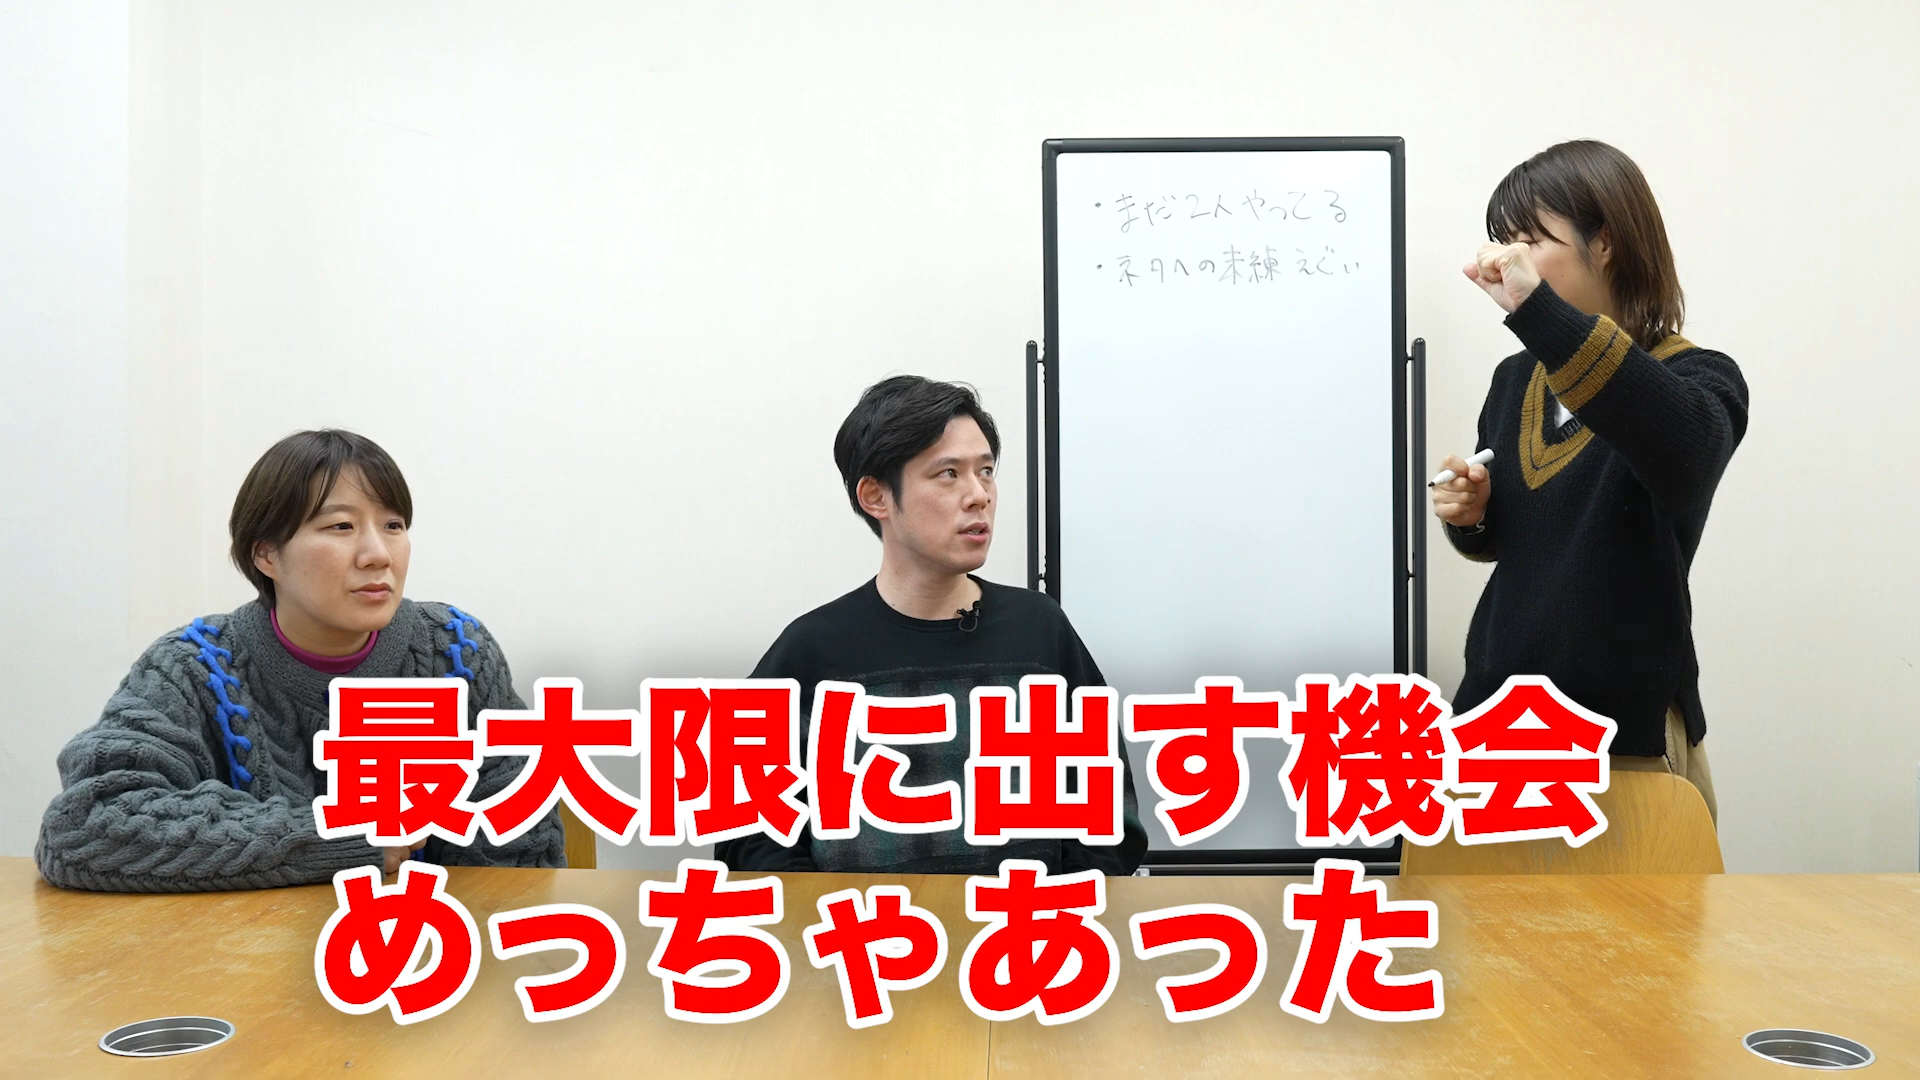 ・まだ2人やってる
・ネタへの未練えぐい
最大限に出す機会
めっちゃあった